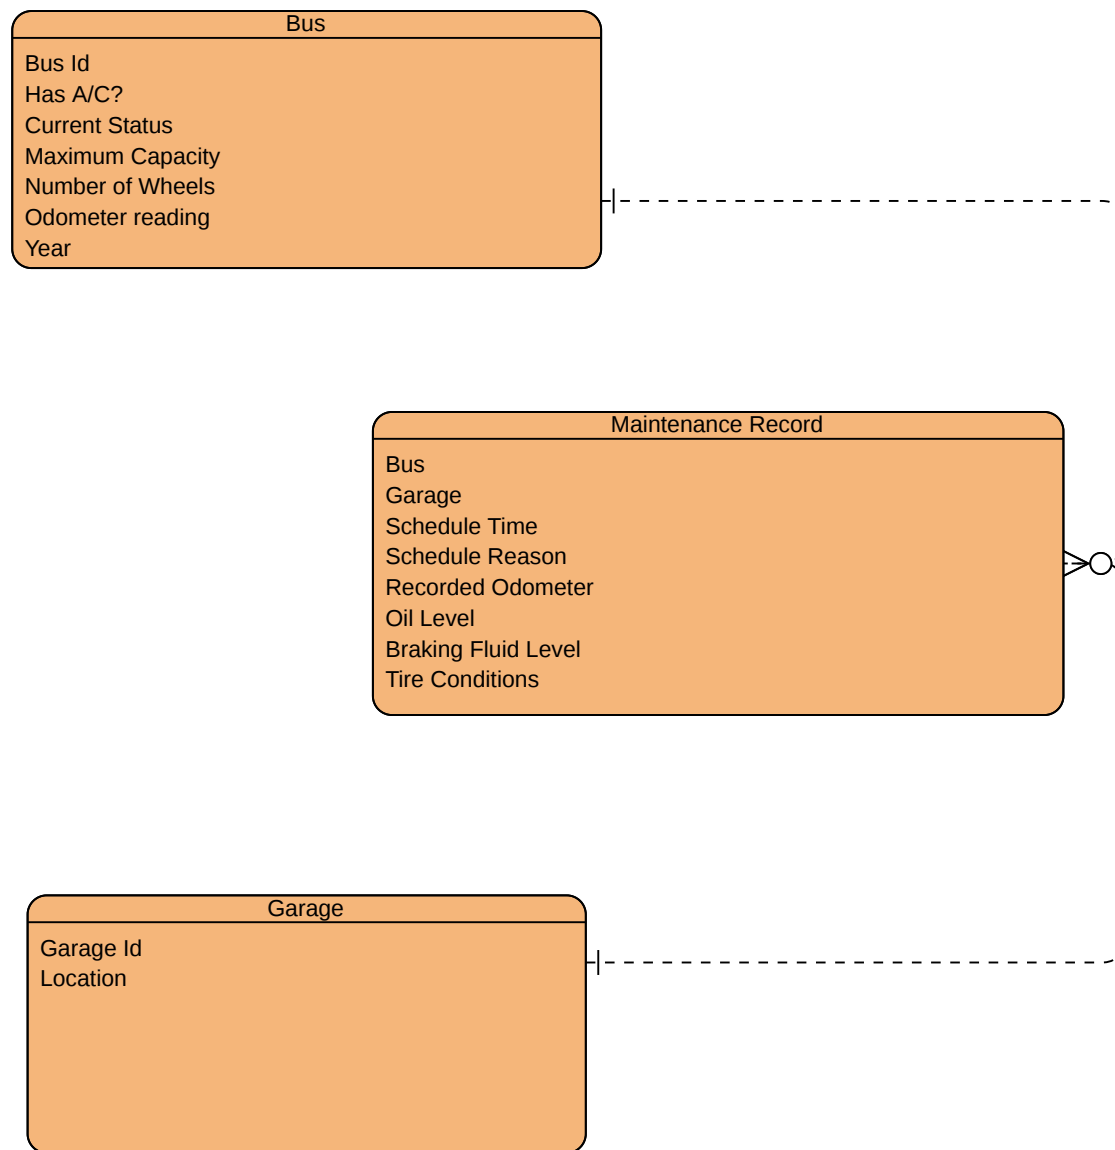 Bus
Bus Id
Has A/C?
Current Status
Maximum Capacity
Number of Wheels
Odometer reading
Year
Maintenance Record
Bus
Garage
Schedule Time
Schedule Reason
Recorded Odometer
Oil Level
Braking Fluid Level
Tire Conditions
Garage
Garage Id
Location